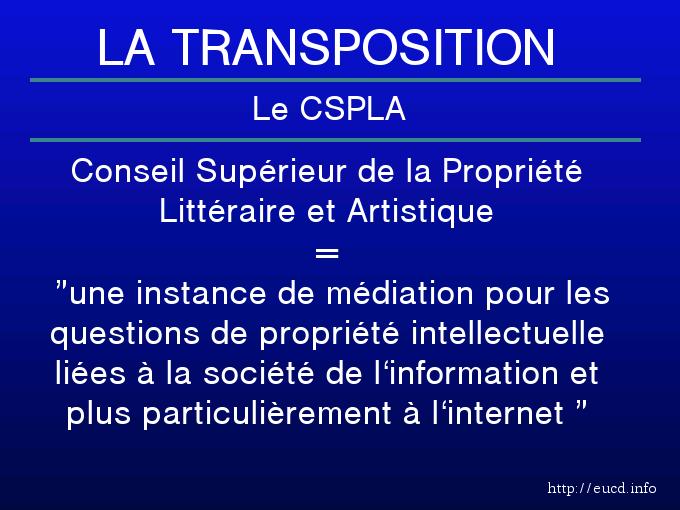 LA TRANSPOSITION
Le CSPLA
Conseil Supérieur de la Propriété
Littéraire et Artistique
=
”une instance de médiation pour les
questions de propriété intellectuelle
liées à la société de l‘information et
plus particulièrement à l‘internet ”
http://eucd.info